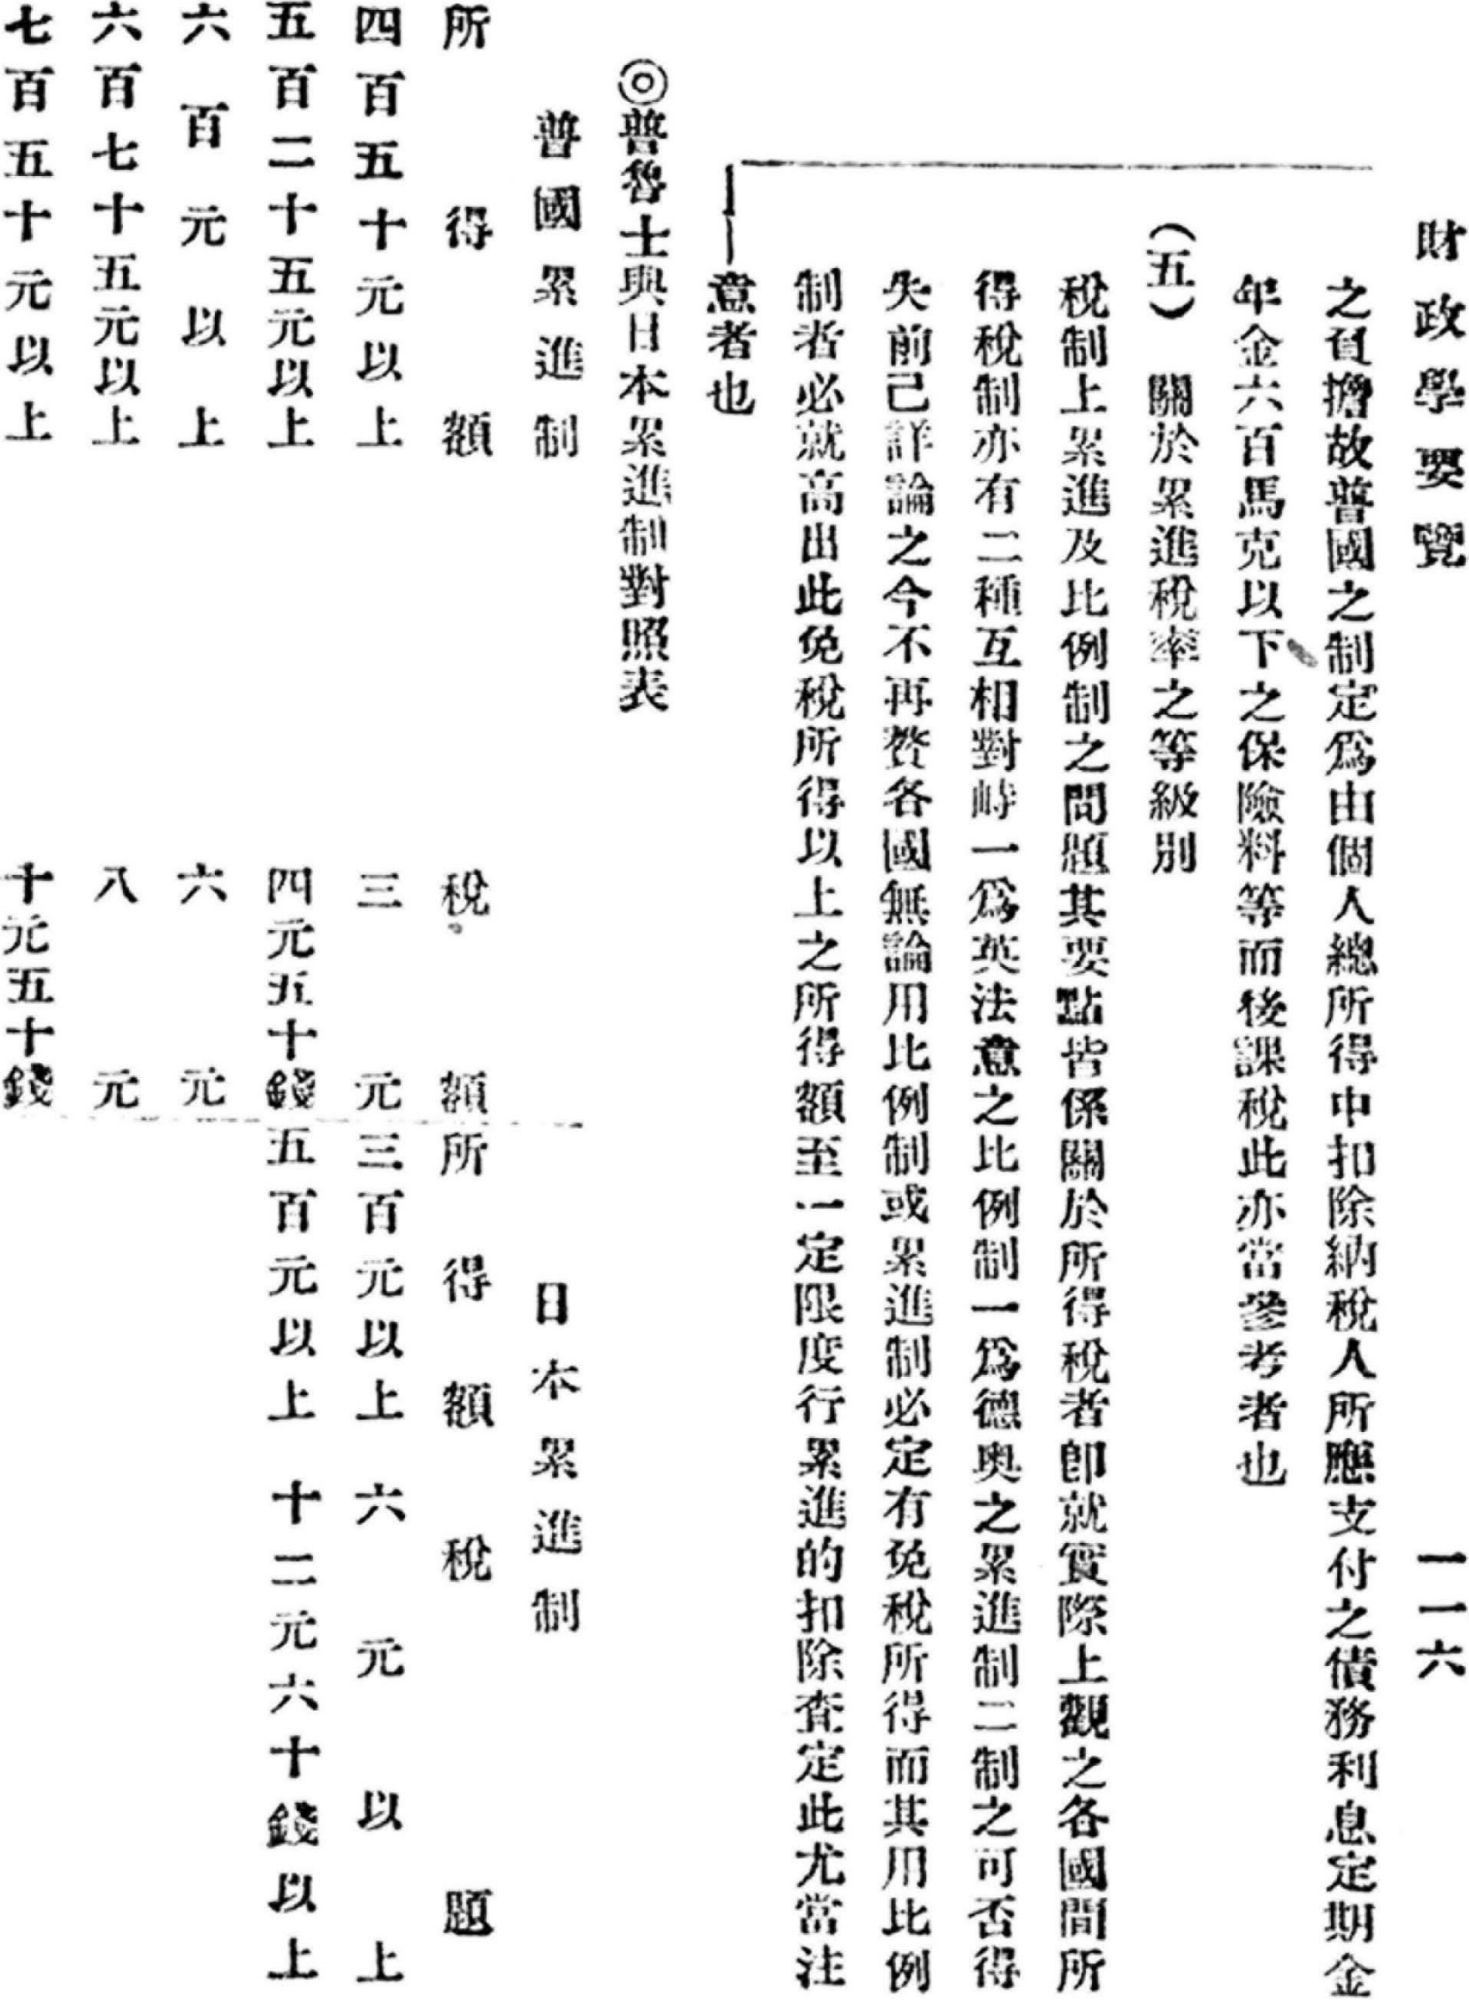 財政學要覽 一一六
之負擔故普國之制定爲由個人總所得中扣除納稅人所應支付之債務利息定期金
年金六百馬克以下之保險料等而後課稅此亦當參考者也
(五) 關於累進稅率之等級別
稅制上累進及比例制之問題其要點皆係關於所得稅者卽就實際上觀之各國間所
得稅制亦有二種互相對峙一爲英法意之比例制一爲德奥之累進制二制之可否得
失前己詳論之今不再贅各國無論用比例制或累進制必定有免稅所得而其用比例
制者必就高出此免稅所得以上之所得額至一定限度行累進的扣除査定此尤當注
意者也
◎普魯士與日本累進制對照表
普國累進制 日本累進制
所得額 稅額 所得額 稅題
四百五十元以上 三元 三百元以上 六元以上
五百二十五元以上 四元五十錢 五百元以上 十二元六十錢以上
六百元以上 六元
六百七十五元以上 八元
七百五十元以上 十元五十錢